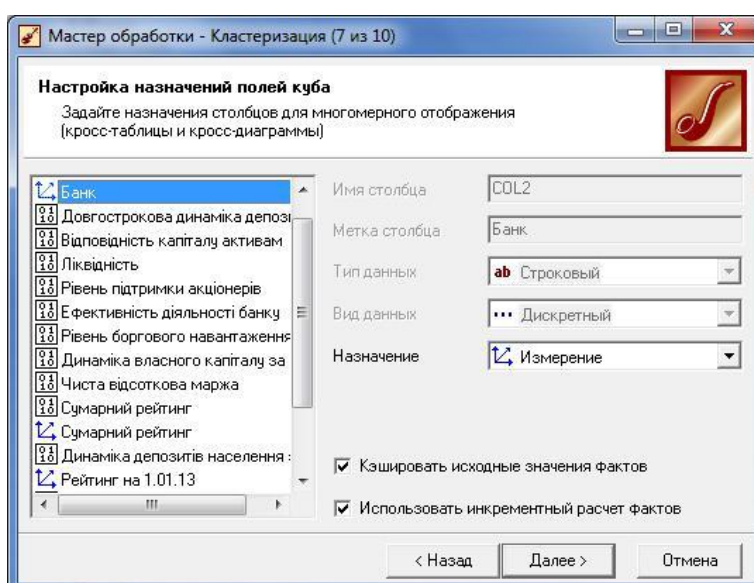 Мастер обработки - Кластеризация (7 из 10)
Настройка назначений полей куба
Задайте назначения столбцов для многомерного отображения
(кросс-таблицы и кросс-диаграммы)
Банк
Довгострокова динаміка депози
Відповідність капіталу активам
Ліквідність
Рівень підтримки акціонерів
Ефективність діяльності банку
Рівень боргового навантаження
Динаміка власного капіталу за
Чиста відсоткова маржа
Сумарний рейтинг
Сумарний рейтинг
Динаміка депозитів населення з
Рейтинг на 1.01.13
Имя столбца COL2
Метка столбца Банк
Тип данных ab Строковый
Вид данных Дискретный
Назначение Измерение
Кэшировать исходные значения фактов
Использовать инкрементный расчет фактов
< Назад Далее > Отмена